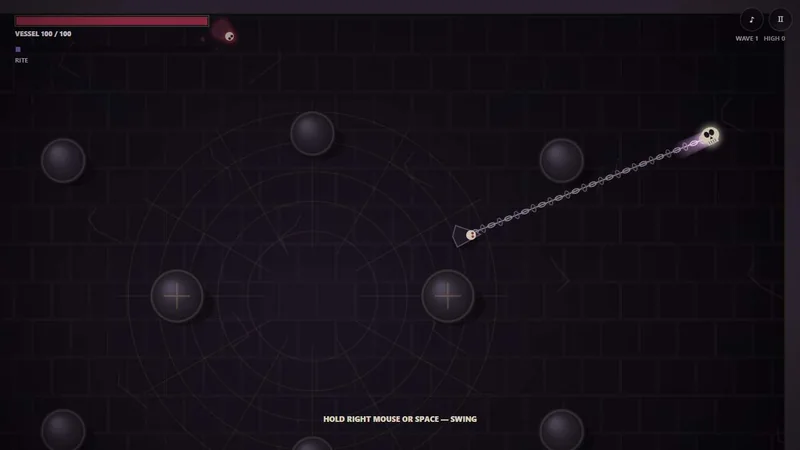 VESSEL 100 / 100
RITE
WAVE 1 HIGH 0
HOLD RIGHT MOUSE OR SPACE — SWING